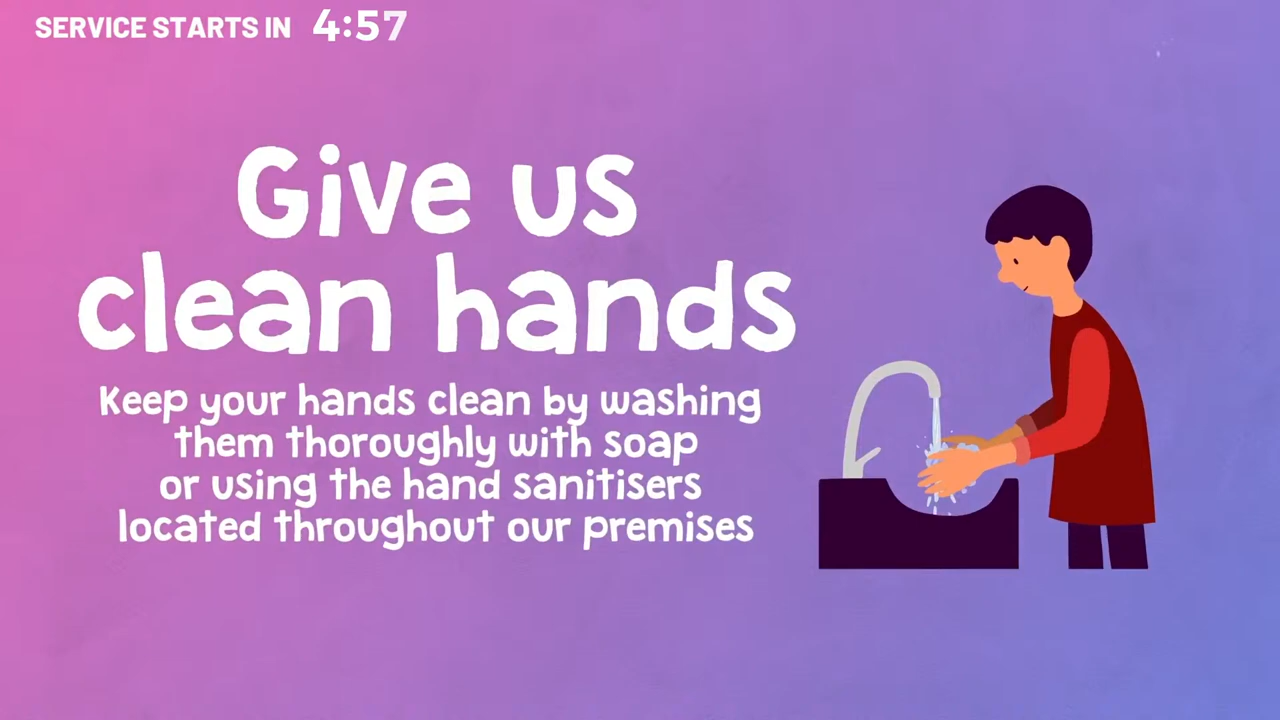 SERVICE STARTS IN 4:57
Give us
clean hands
Keep your hands clean by washing
them thoroughly with soap
or using the hand sanitisers
located throughout our premises